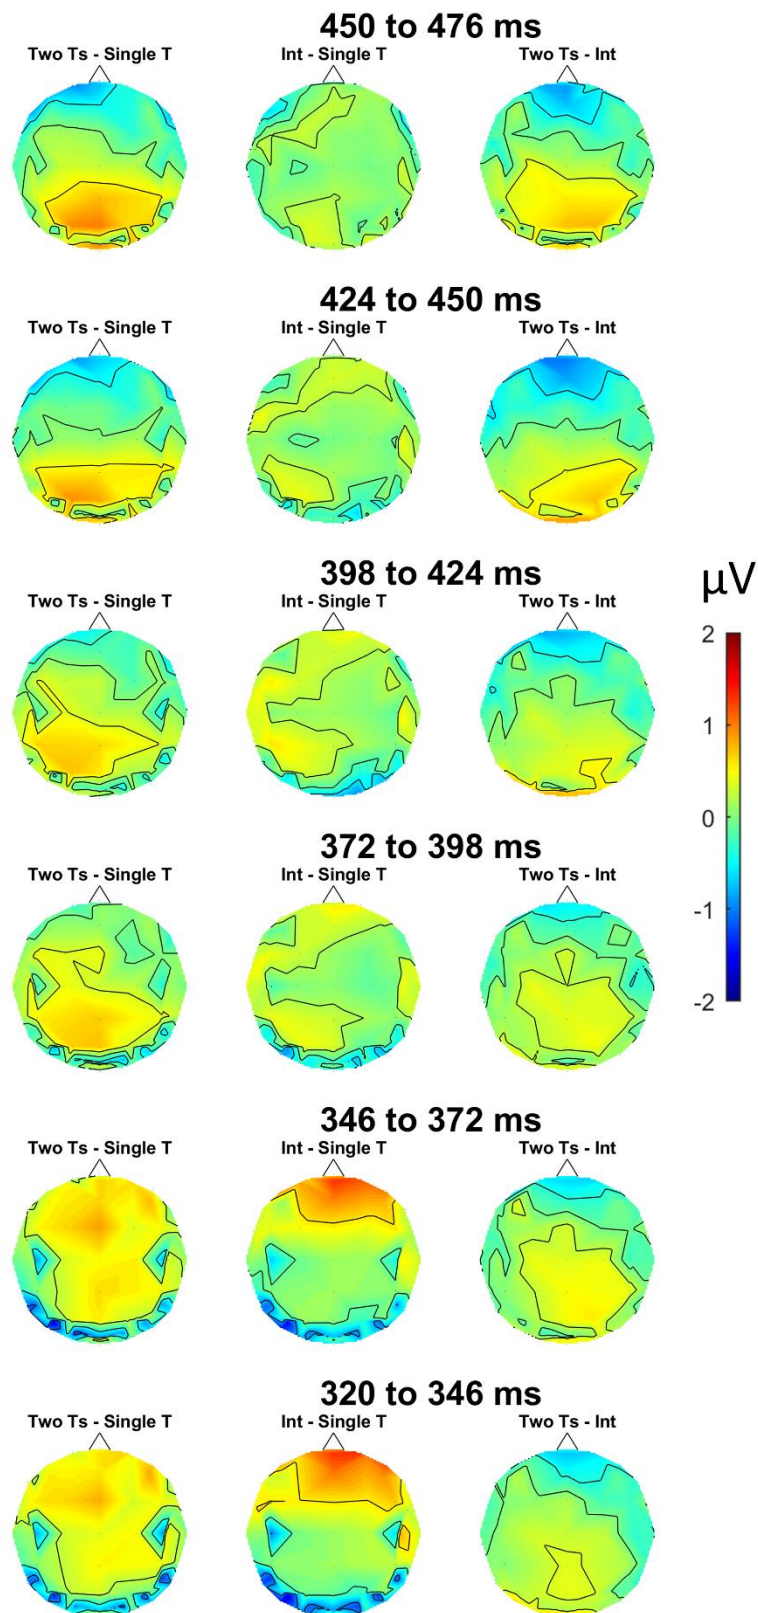 450 to 476 ms
Two Ts - Single T
Int - Single T
Two Ts - Int
424 to 450 ms
Two Ts - Single T
Int - Single T
Two Ts - Int
398 to 424 ms
Two Ts - Single T
Int - Single T
Two Ts - Int
µV
2
1
0
-1
-2
372 to 398 ms
Two Ts - Single T
Int - Single T
Two Ts - Int
346 to 372 ms
Two Ts - Single T
Int - Single T
Two Ts - Int
320 to 346 ms
Two Ts - Single T
Int - Single T
Two Ts - Int